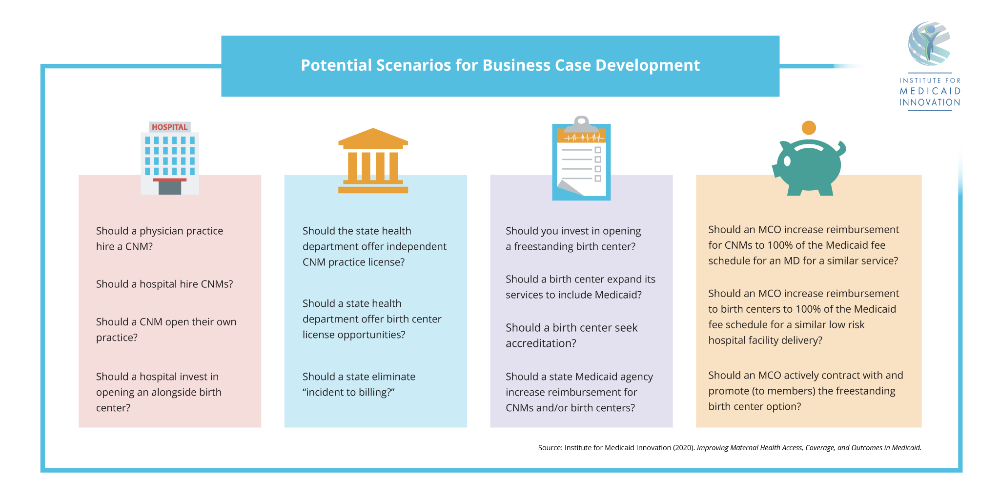 Potential Scenarios for Business Case Development
INSTITUTE FOR
MEDICAID
INNOVATION
HOSPITAL
Should a physician practice
hire a CNM?
Should a hospital hire CNMs?
Should a CNM open their own
practice?
Should a hospital invest in
opening an alongside birth
center?
Should the state health
department offer independent
CNM practice license?
Should a state health
department offer birth center
license opportunities?
Should a state eliminate
“incident to billing?”
Should you invest in opening
a freestanding birth center?
Should a birth center expand its
services to include Medicaid?
Should a birth center seek
accreditation?
Should a state Medicaid agency
increase reimbursement for
CNMs and/or birth centers?
Should an MCO increase reimbursement
for CNMs to 100% of the Medicaid fee
schedule for an MD for a similar service?
Should an MCO increase reimbursement
to birth centers to 100% of the Medicaid
fee schedule for a similar low risk
hospital facility delivery?
Should an MCO actively contract with and
promote (to members) the freestanding
birth center option?
Source: Institute for Medicaid Innovation (2020). Improving Maternal Health Access, Coverage, and Outcomes in Medicaid.